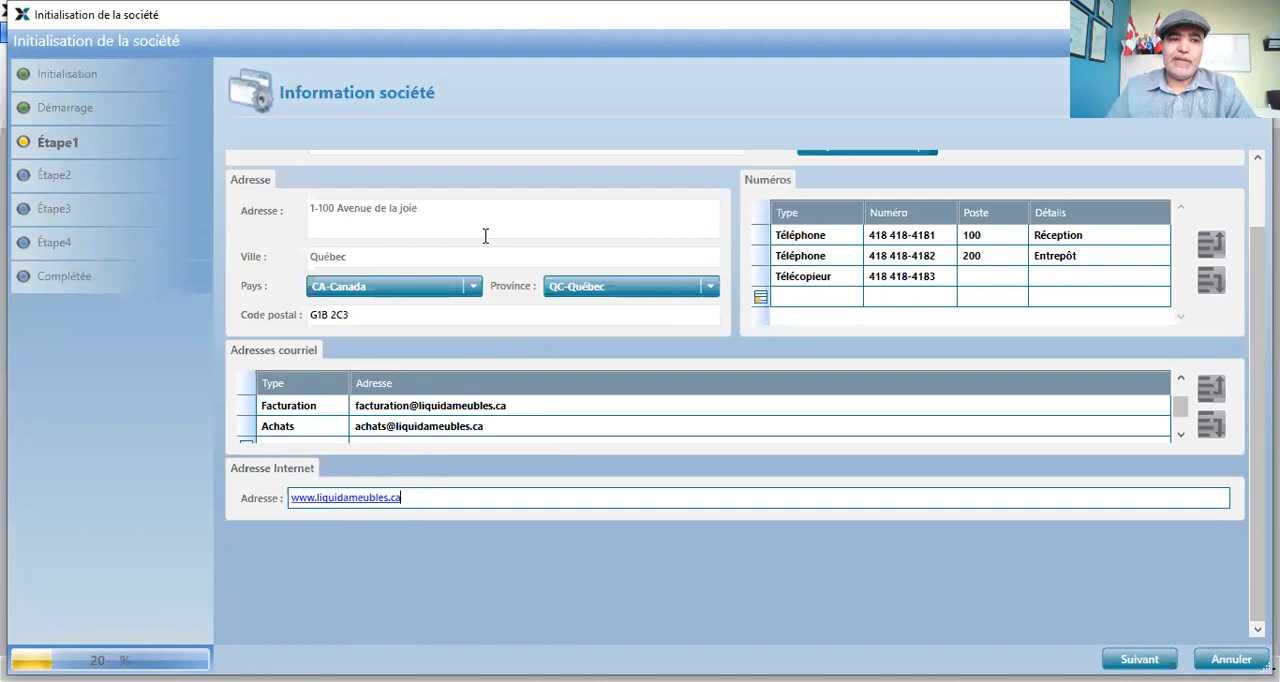 Initialisation de la société
Initialisation de la société
Initialisation
Démarrage
Étape1
Étape2
Étape3
Étape4
Complétée
20 %
Information société
Adresse
Adresse :
1-100 Avenue de la joie
Ville :
Québec
Pays :
CA-Canada
Province :
QC-Québec
Code postal :
G1B 2C3
Numéros
Type Numéro Poste Détails
Téléphone 418 418-4181 100 Réception
Téléphone 418 418-4182 200 Entrepôt
Télécopieur 418 418-4183
Adresses courriel
Type Adresse
Facturation facturation@liquidameubles.ca
Achats achats@liquidameubles.ca
Adresse Internet
Adresse :
www.liquidameubles.ca
Suivant
Annuler